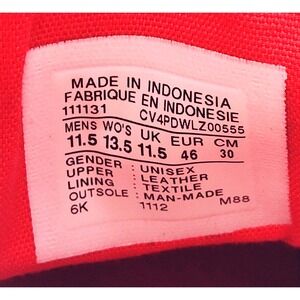 MADE IN INDONESIA
FABRIQUE EN INDONESIE
111131 CV4PDWLZ00555
MENS WO'S UK EUR CM
11.5 13.5 11.5 46 30
GENDER : UNISEX
UPPER : LEATHER
LINING : TEXTILE
OUTSOLE : MAN-MADE
6K 1112 M88